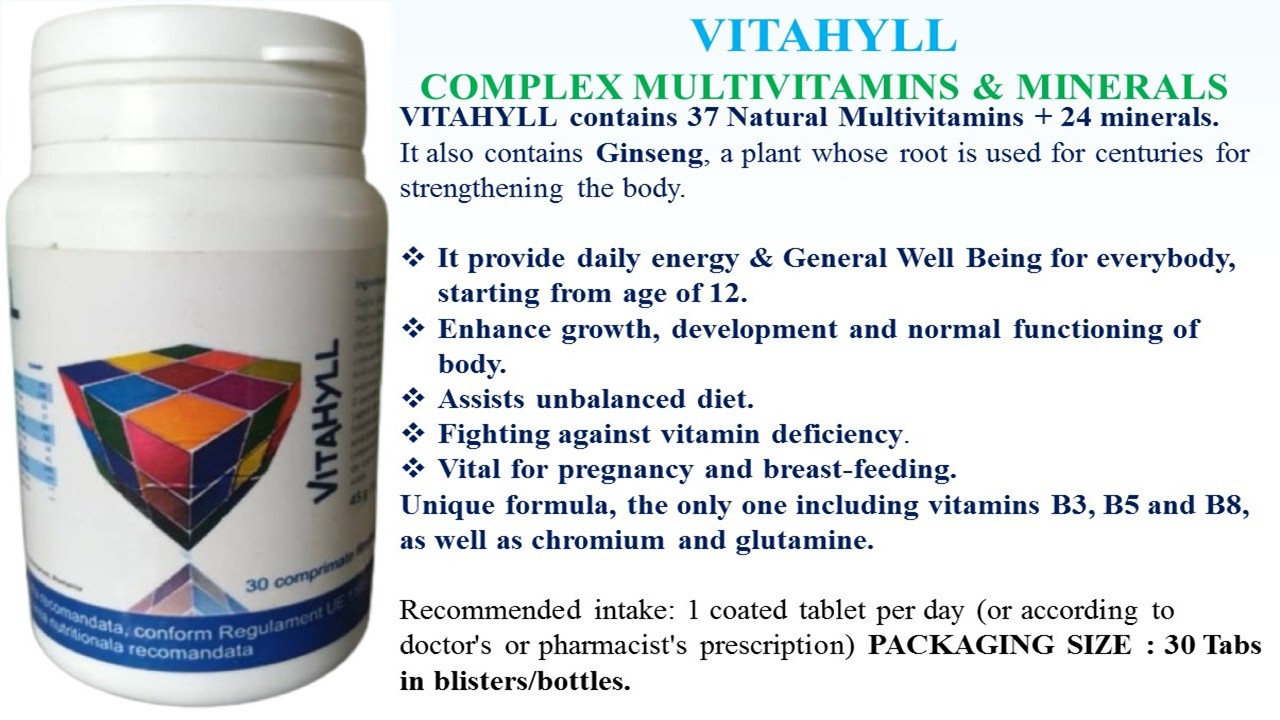 VITAHYLL
COMPLEX MULTIVITAMINS & MINERALS
VITAHYLL contains 37 Natural Multivitamins + 24 minerals.
It also contains Ginseng, a plant whose root is used for centuries for
strengthening the body.
❖ It provide daily energy & General Well Being for everybody,
starting from age of 12.
❖ Enhance growth, development and normal functioning of
body.
❖ Assists unbalanced diet.
❖ Fighting against vitamin deficiency.
❖ Vital for pregnancy and breast-feeding.
Unique formula, the only one including vitamins B3, B5 and B8,
as well as chromium and glutamine.
Recommended intake: 1 coated tablet per day (or according to
doctor's or pharmacist's prescription) PACKAGING SIZE : 30 Tabs
in blisters/bottles.
VITAHYLL
30 comprimate
recomandata, conform Regulament UE
nutritionala recomandata